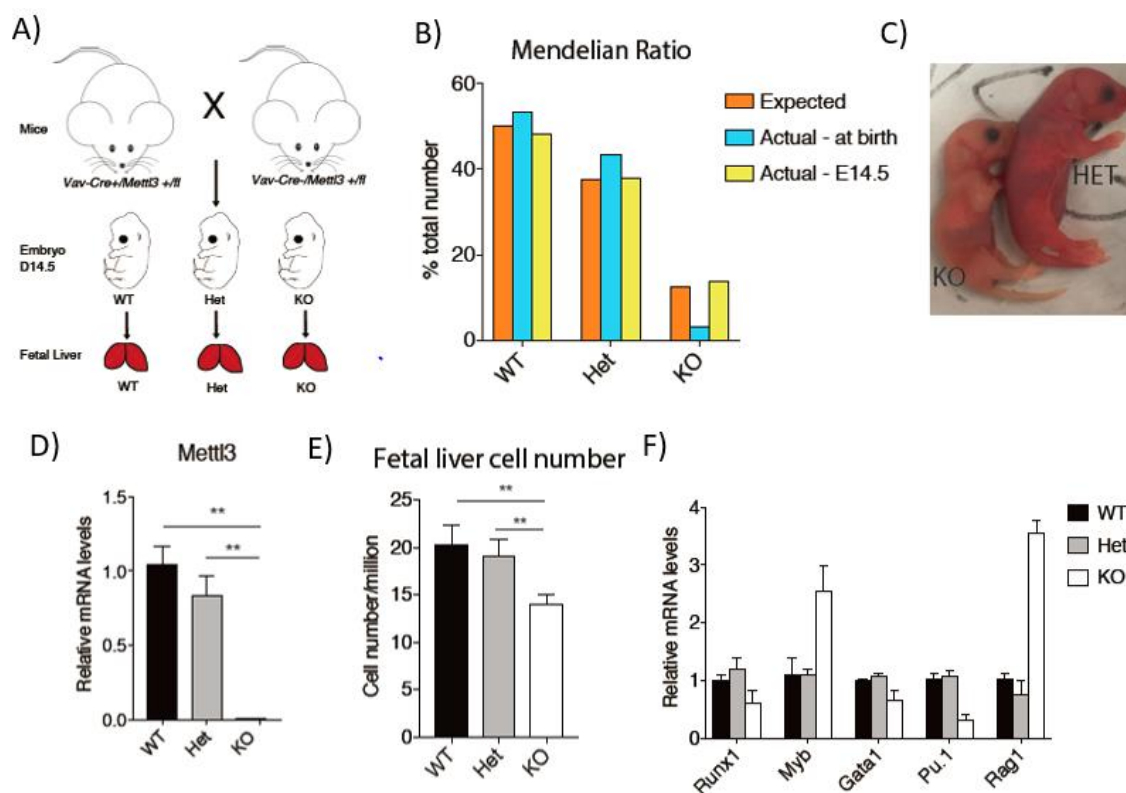 A)
Mice
X
Vav-Cre+/Mettl3 +/fl
Vav-Cre-/Mettl3 +/fl
Embryo
D14.5
WT
Het
KO
Fetal Liver
WT
Het
KO
B)
Mendelian Ratio
% total number
60
40
20
0
WT
Het
KO
Expected
Actual - at birth
Actual - E14.5
C)
HET
KO
D)
Mettl3
Relative mRNA levels
1.5
1.0
0.5
0.0
**
**
WT
Het
KO
E)
Fetal liver cell number
Cell number/million
25
20
15
10
5
0
**
**
WT
Het
KO
F)
Relative mRNA levels
4
3
2
1
0
Runx1
Myb
Gata1
Pu.1
Rag1
WT
Het
KO